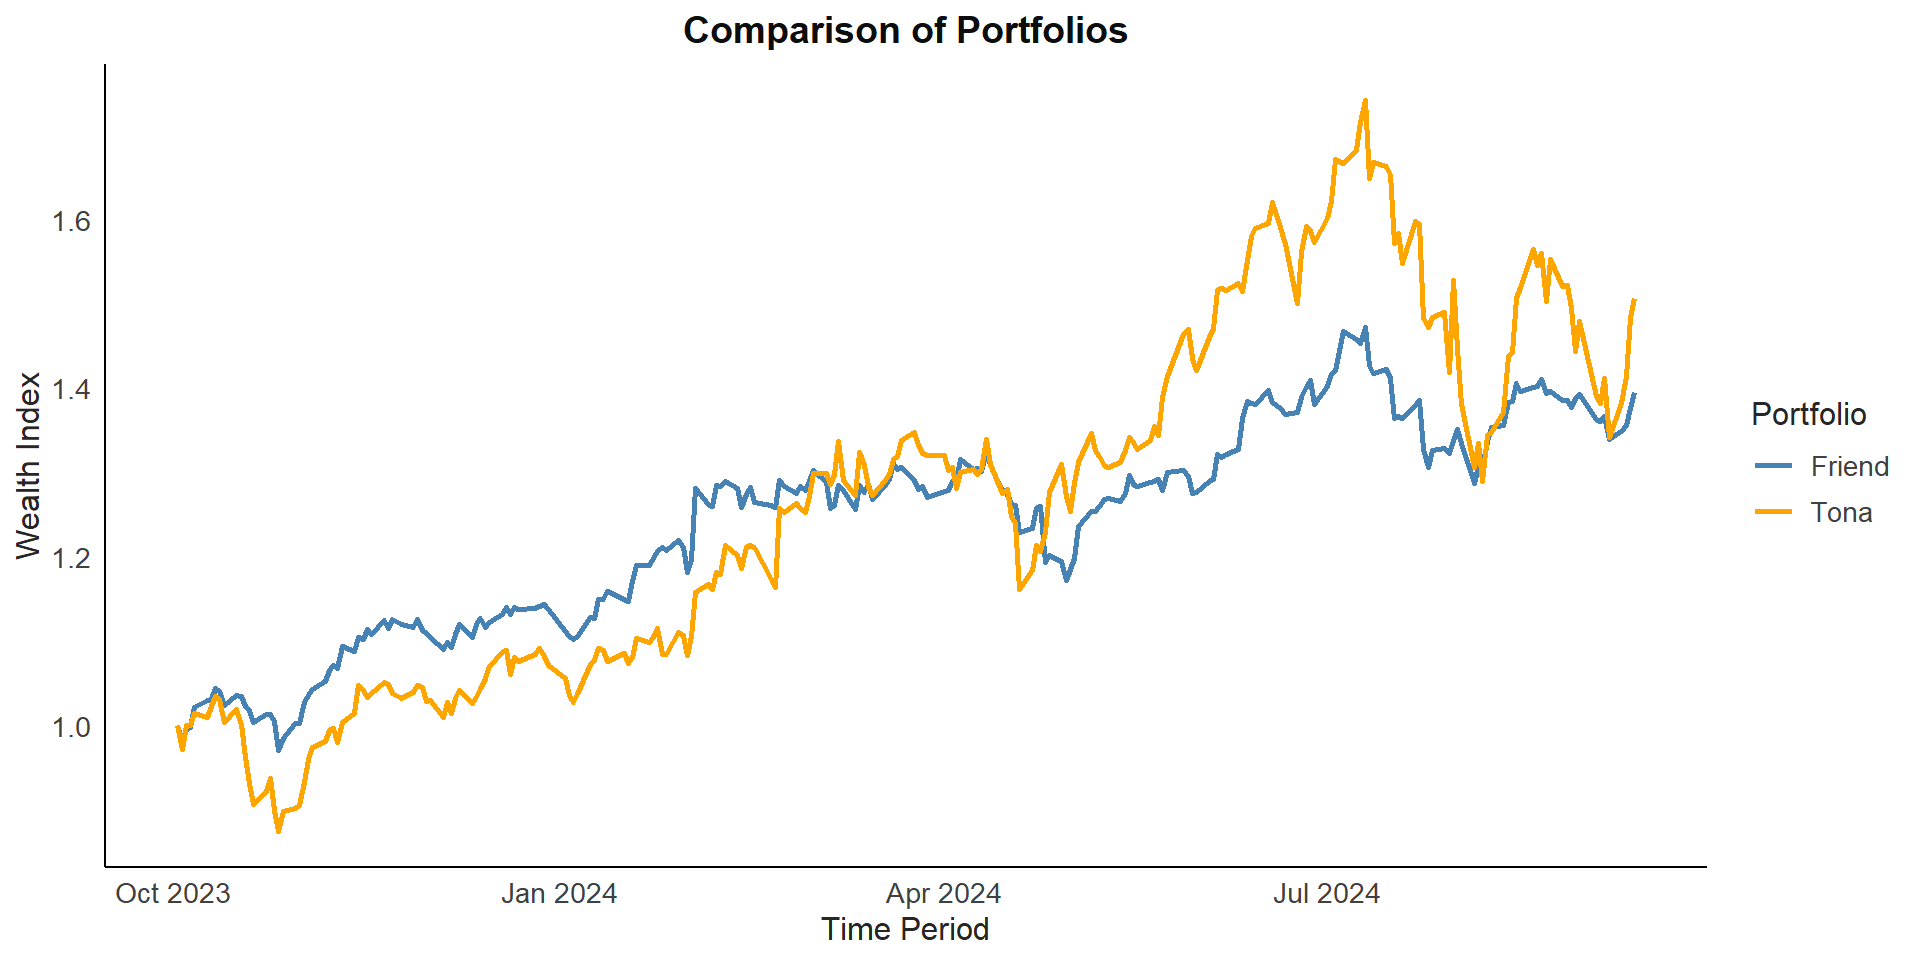 Comparison of Portfolios
Wealth Index
1.6
1.4
1.2
1.0
Oct 2023
Jan 2024
Apr 2024
Jul 2024
Time Period
Portfolio
Friend
Tona